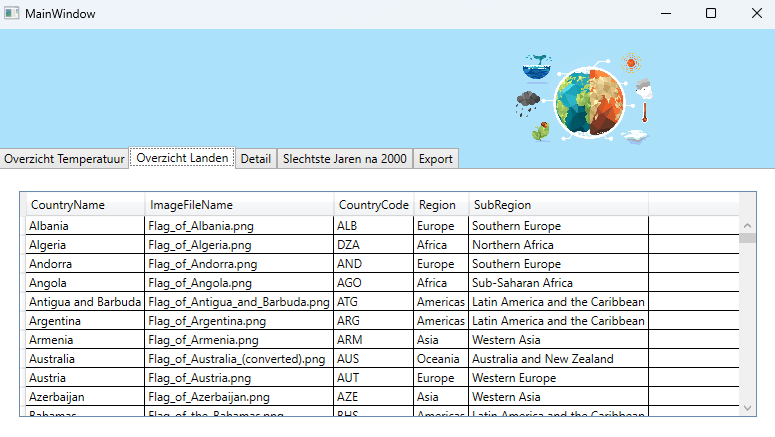 MainWindow
Overzicht Temperatuur Overzicht Landen Detail Slechtste Jaren na 2000 Export
CountryName ImageFileName CountryCode Region SubRegion
Albania Flag_of_Albania.png ALB Europe Southern Europe
Algeria Flag_of_Algeria.png DZA Africa Northern Africa
Andorra Flag_of_Andorra.png AND Europe Southern Europe
Angola Flag_of_Angola.png AGO Africa Sub-Saharan Africa
Antigua and Barbuda Flag_of_Antigua_and_Barbuda.png ATG Americas Latin America and the Caribbean
Argentina Flag_of_Argentina.png ARG Americas Latin America and the Caribbean
Armenia Flag_of_Armenia.png ARM Asia Western Asia
Australia Flag_of_Australia_(converted).png AUS Oceania Australia and New Zealand
Austria Flag_of_Austria.png AUT Europe Western Europe
Azerbaijan Flag_of_Azerbaijan.png AZE Asia Western Asia
Bahamas Flag_of_the_Bahamas.png BHS Americas Latin America and the Caribbean